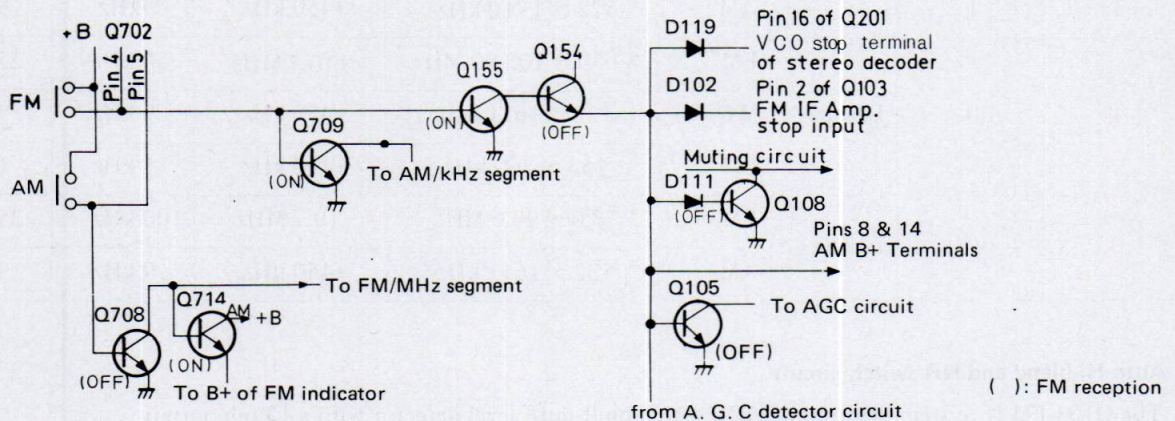 +B Q702
Pin 4
Pin 5
FM
AM
Q709
(ON)
To AM/kHz segment
Q155
(ON)
Q154
(OFF)
D119
Pin 16 of Q201
VCO stop terminal
of stereo decoder
D102
Pin 2 of Q103
FM IF Amp.
stop input
Muting circuit
D111
(OFF)
Q108
Pins 8 & 14
AM B+ Terminals
Q105
To AGC circuit
(OFF)
To FM/MHz segment
Q708
(OFF)
Q714
AM +B
(ON)
To B+ of FM indicator
from A. G. C detector circuit
( ): FM reception